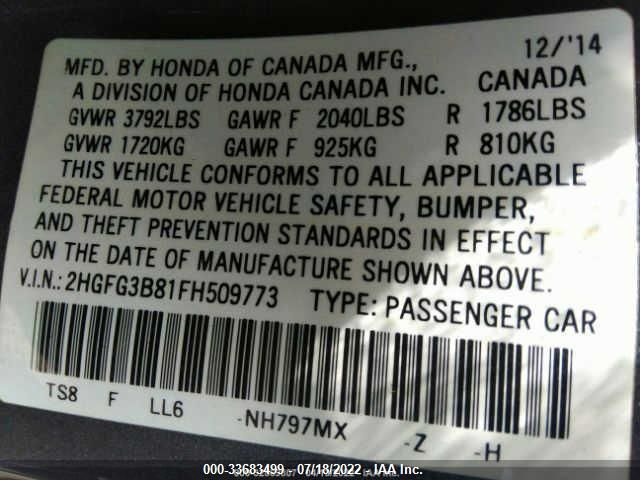 12/'14
MFD. BY HONDA OF CANADA MFG.,
A DIVISION OF HONDA CANADA INC. CANADA
GVWR 3792LBS GAWR F 2040LBS R 1786LBS
GVWR 1720KG GAWR F 925KG R 810KG
THIS VEHICLE CONFORMS TO ALL APPLICABLE
FEDERAL MOTOR VEHICLE SAFETY, BUMPER,
AND THEFT PREVENTION STANDARDS IN EFFECT
ON THE DATE OF MANUFACTURE SHOWN ABOVE.
V.I.N.: 2HGFG3B81FH509773 TYPE: PASSENGER CAR
TS8 F LL6 -NH797MX -Z -H
000-33683499 - 07/18/2022 - IAA Inc.